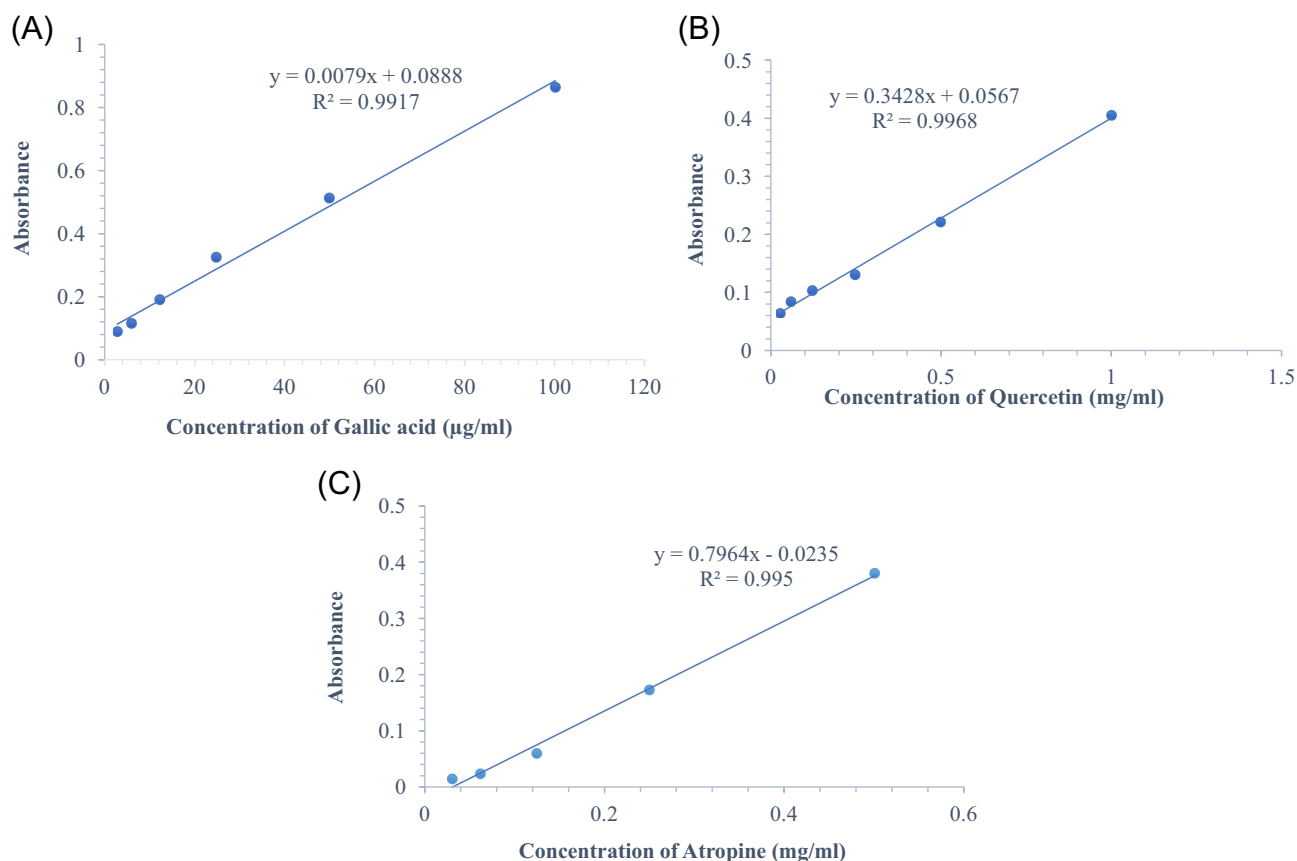 (A)
1
0.8
0.6
0.4
0.2
0
y = 0.0079x + 0.0888
R² = 0.9917
Absorbance
0 20 40 60 80 100 120
Concentration of Gallic acid (µg/ml)
(B)
0.5
0.4
0.3
0.2
0.1
0
y = 0.3428x + 0.0567
R² = 0.9968
Absorbance
0 0.5 1 1.5
Concentration of Quercetin (mg/ml)
(C)
0.5
0.4
0.3
0.2
0.1
0
y = 0.7964x - 0.0235
R² = 0.995
Absorbance
0 0.2 0.4 0.6
Concentration of Atropine (mg/ml)